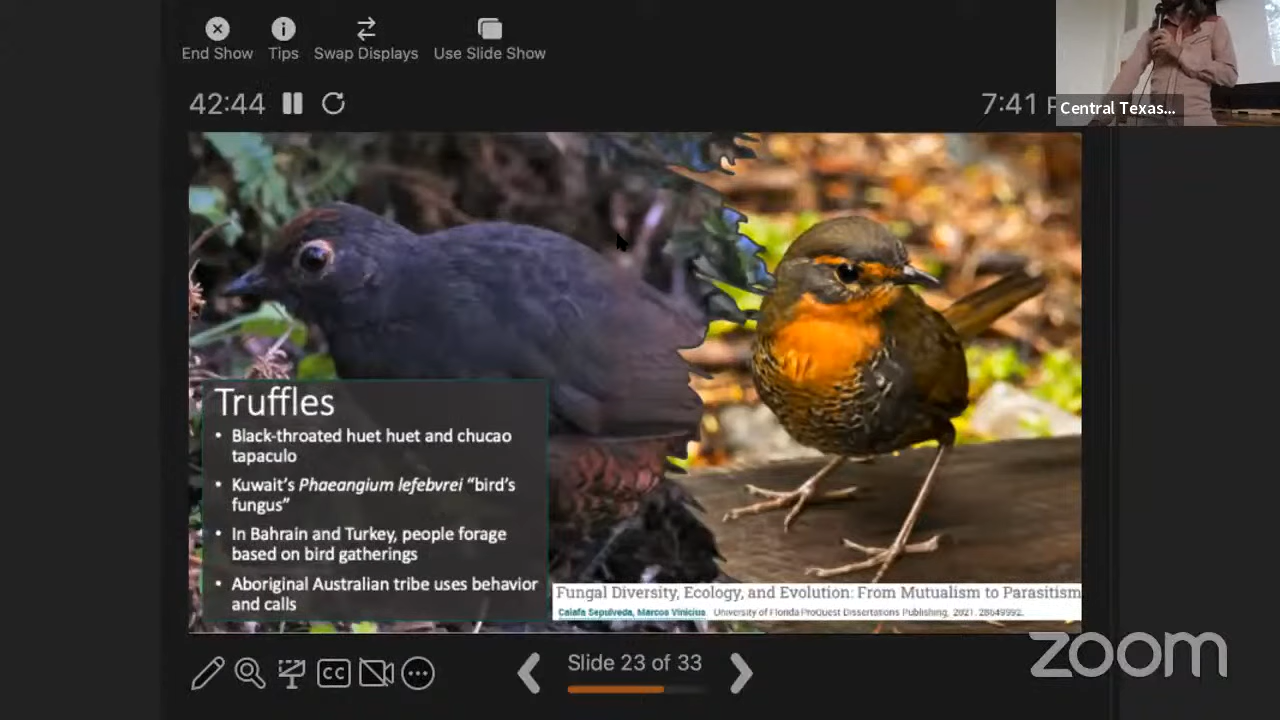 End Show
Tips
Swap Displays
Use Slide Show
42:44
7:41
Central Texas...
Truffles
• Black-throated huet huet and chucao
tapaculo
• Kuwait's Phaeangium lefebvrei “bird's
fungus”
• In Bahrain and Turkey, people forage
based on bird gatherings
• Aboriginal Australian tribe uses behavior
and calls
Fungal Diversity, Ecology, and Evolution: From Mutualism to Parasitism
Caiafa Sepulveda, Marcos Vinicius. University of Florida ProQuest Dissertations Publishing, 2021. 28649992.
CC
Slide 23 of 33
zoom